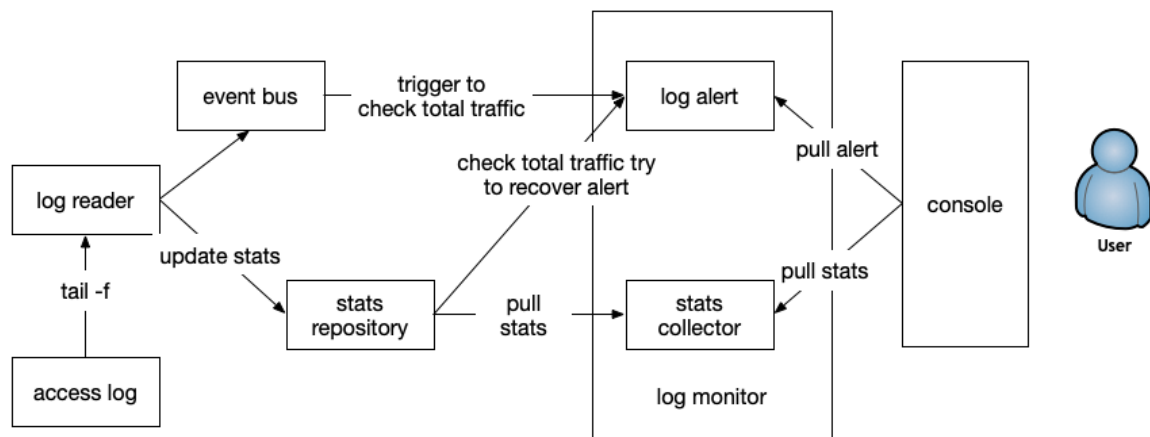 event bus
trigger to
check total traffic
log alert
log reader
check total traffic try
to recover alert
pull alert
console
User
update stats
tail -f
stats
repository
pull
stats
stats
collector
pull stats
access log
log monitor